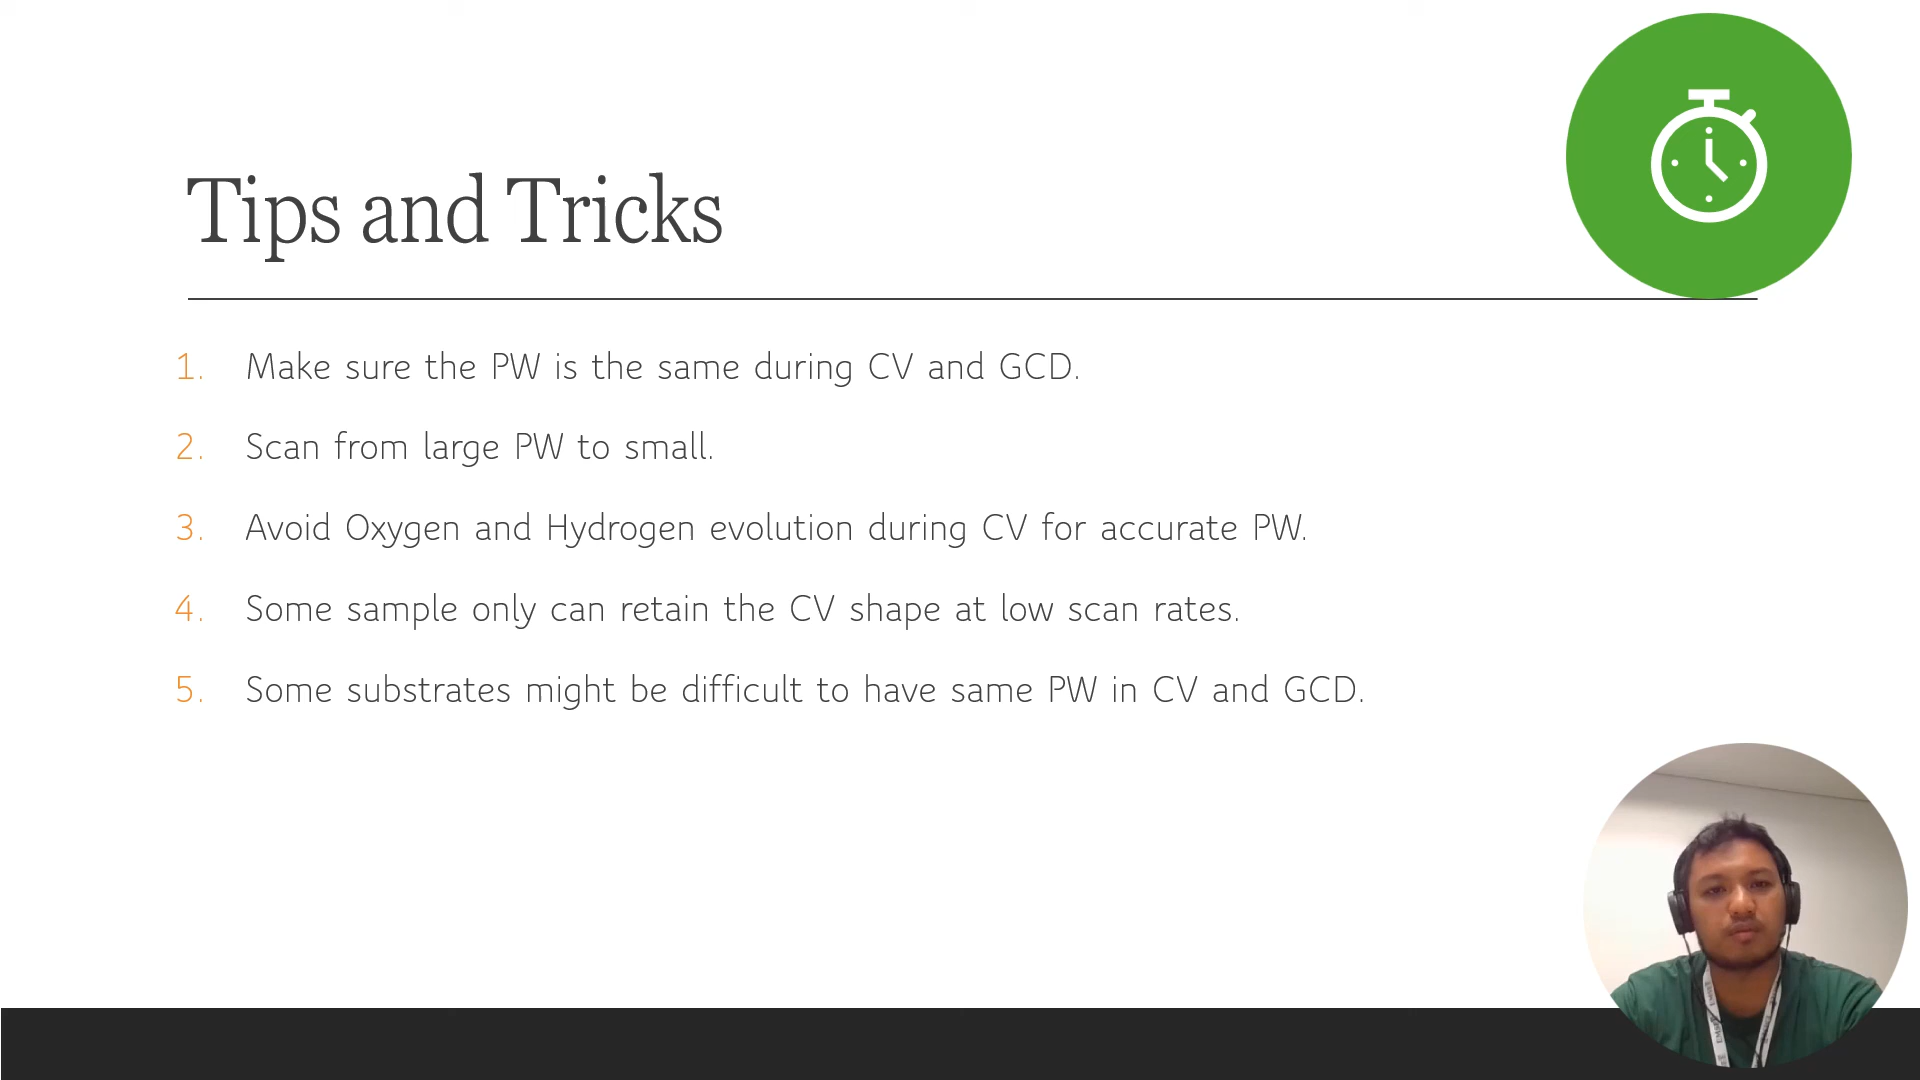 Tips and Tricks
1. Make sure the PW is the same during CV and GCD.
2. Scan from large PW to small.
3. Avoid Oxygen and Hydrogen evolution during CV for accurate PW.
4. Some sample only can retain the CV shape at low scan rates.
5. Some substrates might be difficult to have same PW in CV and GCD.